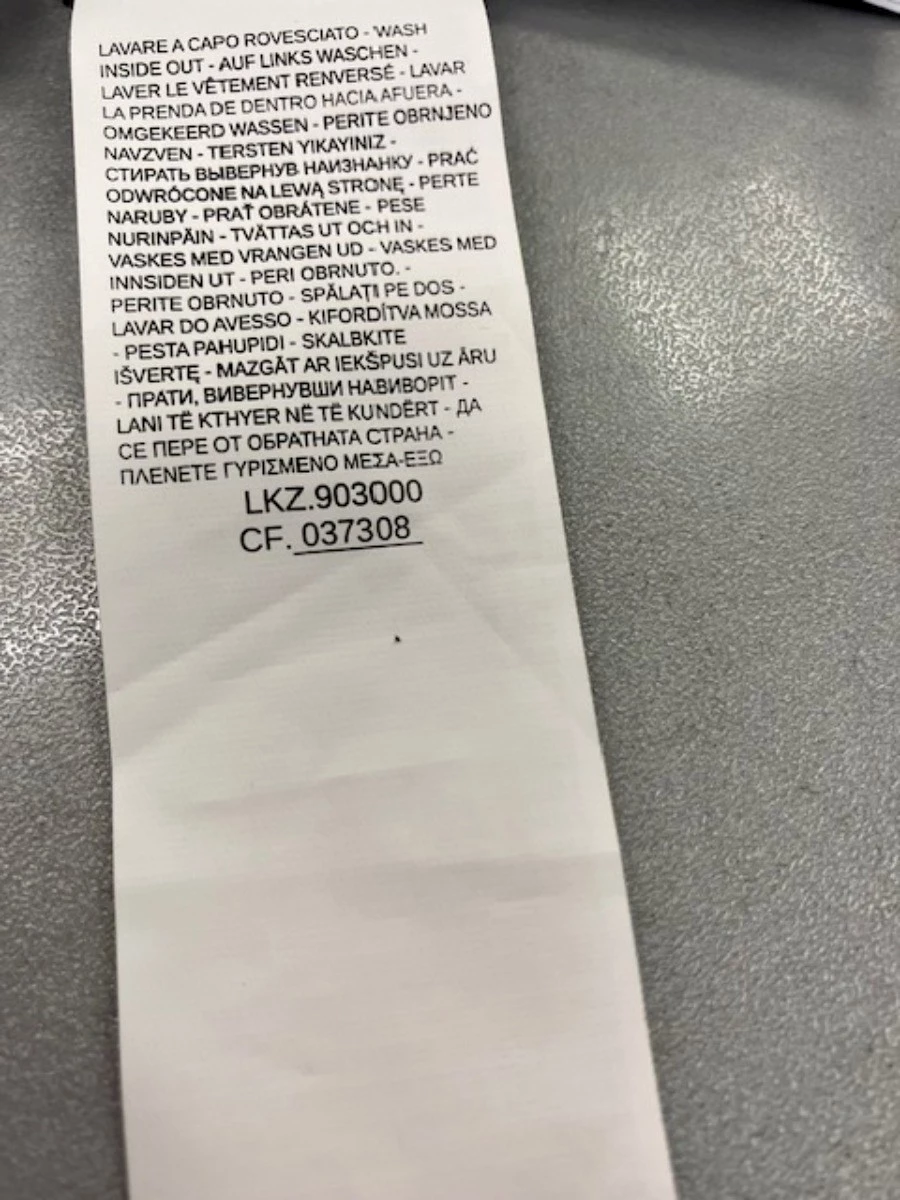 LAVARE A CAPO ROVESCIATO - WASH
INSIDE OUT - AUF LINKS WASCHEN -
LAVER LE VÊTEMENT RENVERSÉ - LAVAR
LA PRENDA DE DENTRO HACIA AFUERA -
OMGEKEERD WASSEN - PERITE OBRNJENO
NAVZVEN - TERSTEN YIKAYINIZ -
СТИРАТЬ ВЫВЕРНУВ НАИЗНАНКУ - PRAĆ
ODWRÓCONE NA LEWĄ STRONĘ - PERTE
NARUBY - PRAŤ OBRÁTENE - PESE
NURINPÄIN - TVÄTTAS UT OCH IN -
VASKES MED VRANGEN UD - VASKES MED
INNSIDEN UT - PERI OBRNUTO. -
PERITE OBRNUTO - SPĂLAȚI PE DOS -
LAVAR DO AVESSO - KIFORDÍTVA MOSSA
- PESTA PAHUPIDI - SKALBKITE
IŠVERTĘ - MAZGĀT AR IEKŠPUSI UZ ĀRU
- ПРАТИ, ВИВЕРНУВШИ НАВИВОРІТ -
LANI TË KTHYER NË TË KUNDËRT - ДА
СЕ ПЕРЕ ОТ ОБРАТНАТА СТРАНА -
ΠΛΕΝΕΤΕ ΓΥΡΙΣΜΕΝΟ ΜΕΣΑ-ΕΞΩ
LKZ.903000
CF. 037308